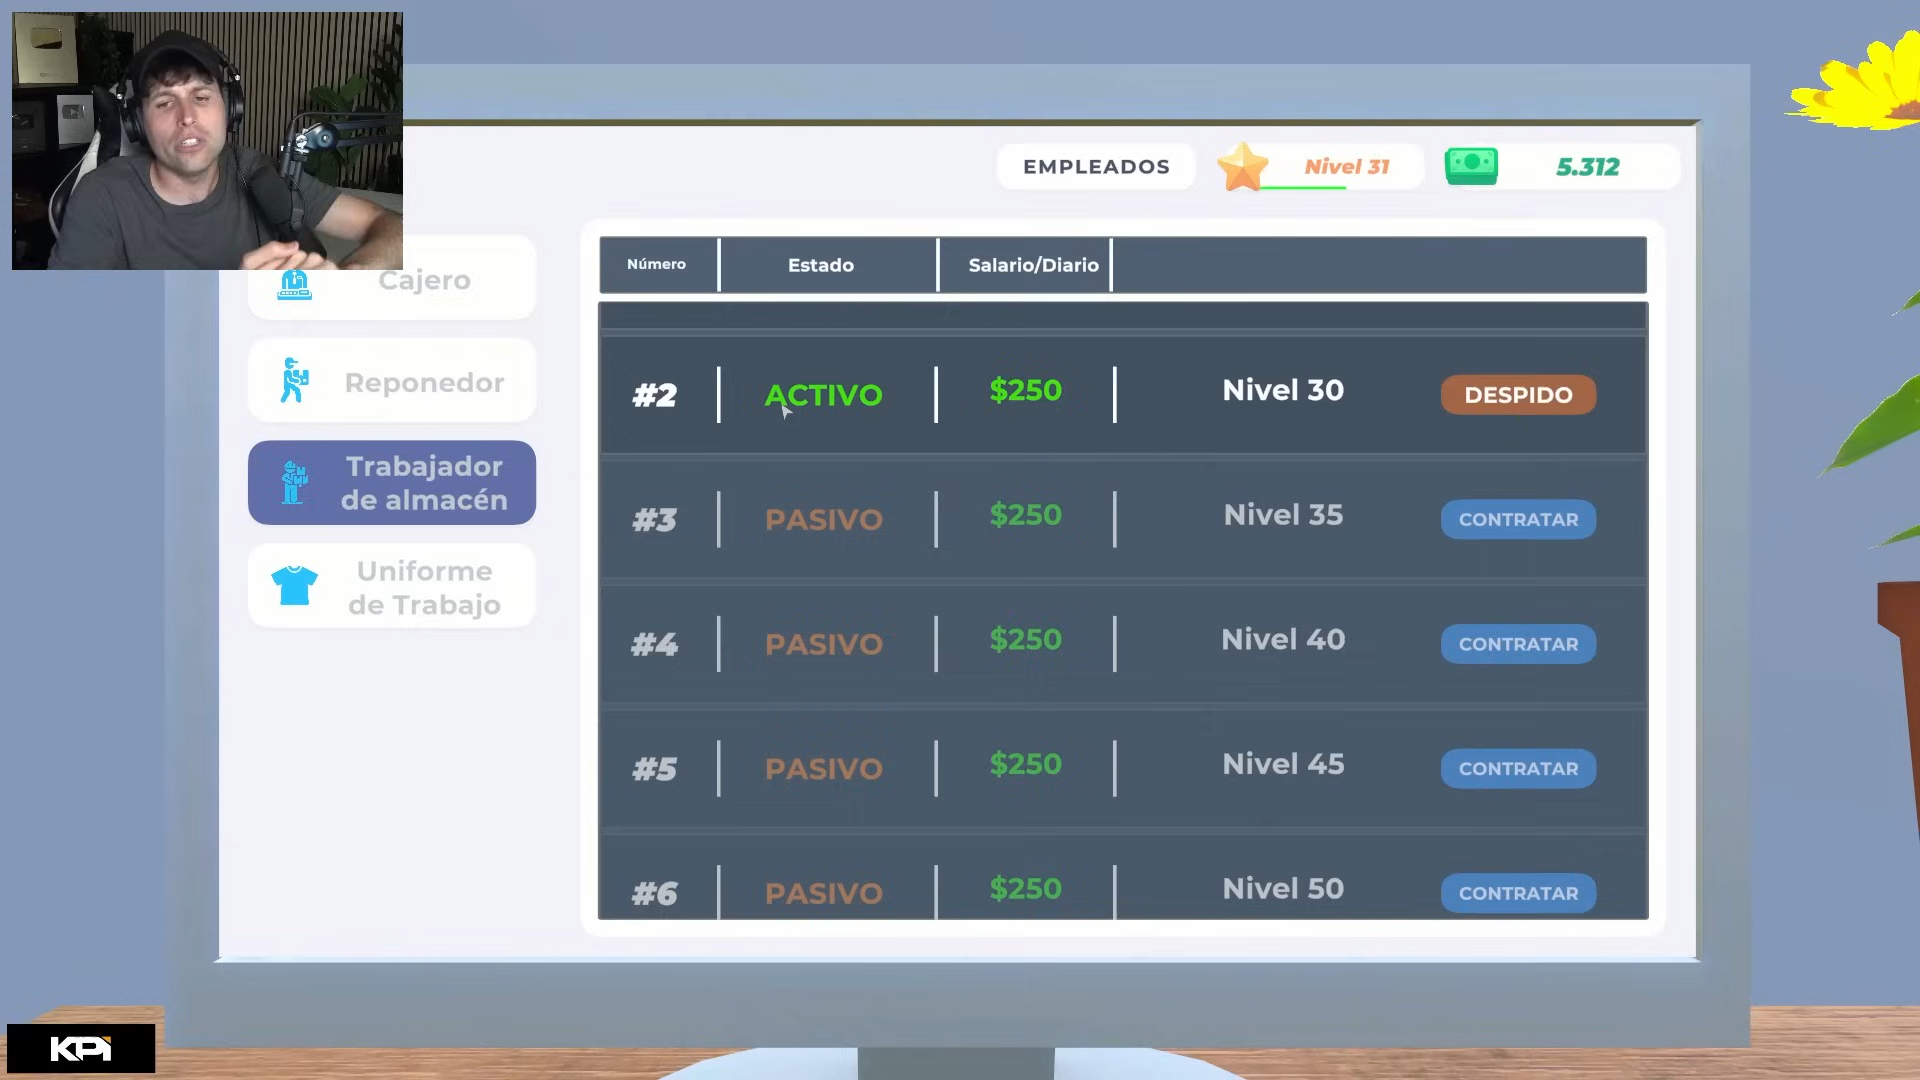 EMPLEADOS
Nivel 31
5.312
Cajero
Reponedor
Trabajador
de almacén
Uniforme
de Trabajo
Número Estado Salario/Diario
#2 ACTIVO $250 Nivel 30 DESPIDO
#3 PASIVO $250 Nivel 35 CONTRATAR
#4 PASIVO $250 Nivel 40 CONTRATAR
#5 PASIVO $250 Nivel 45 CONTRATAR
#6 PASIVO $250 Nivel 50 CONTRATAR
KPi